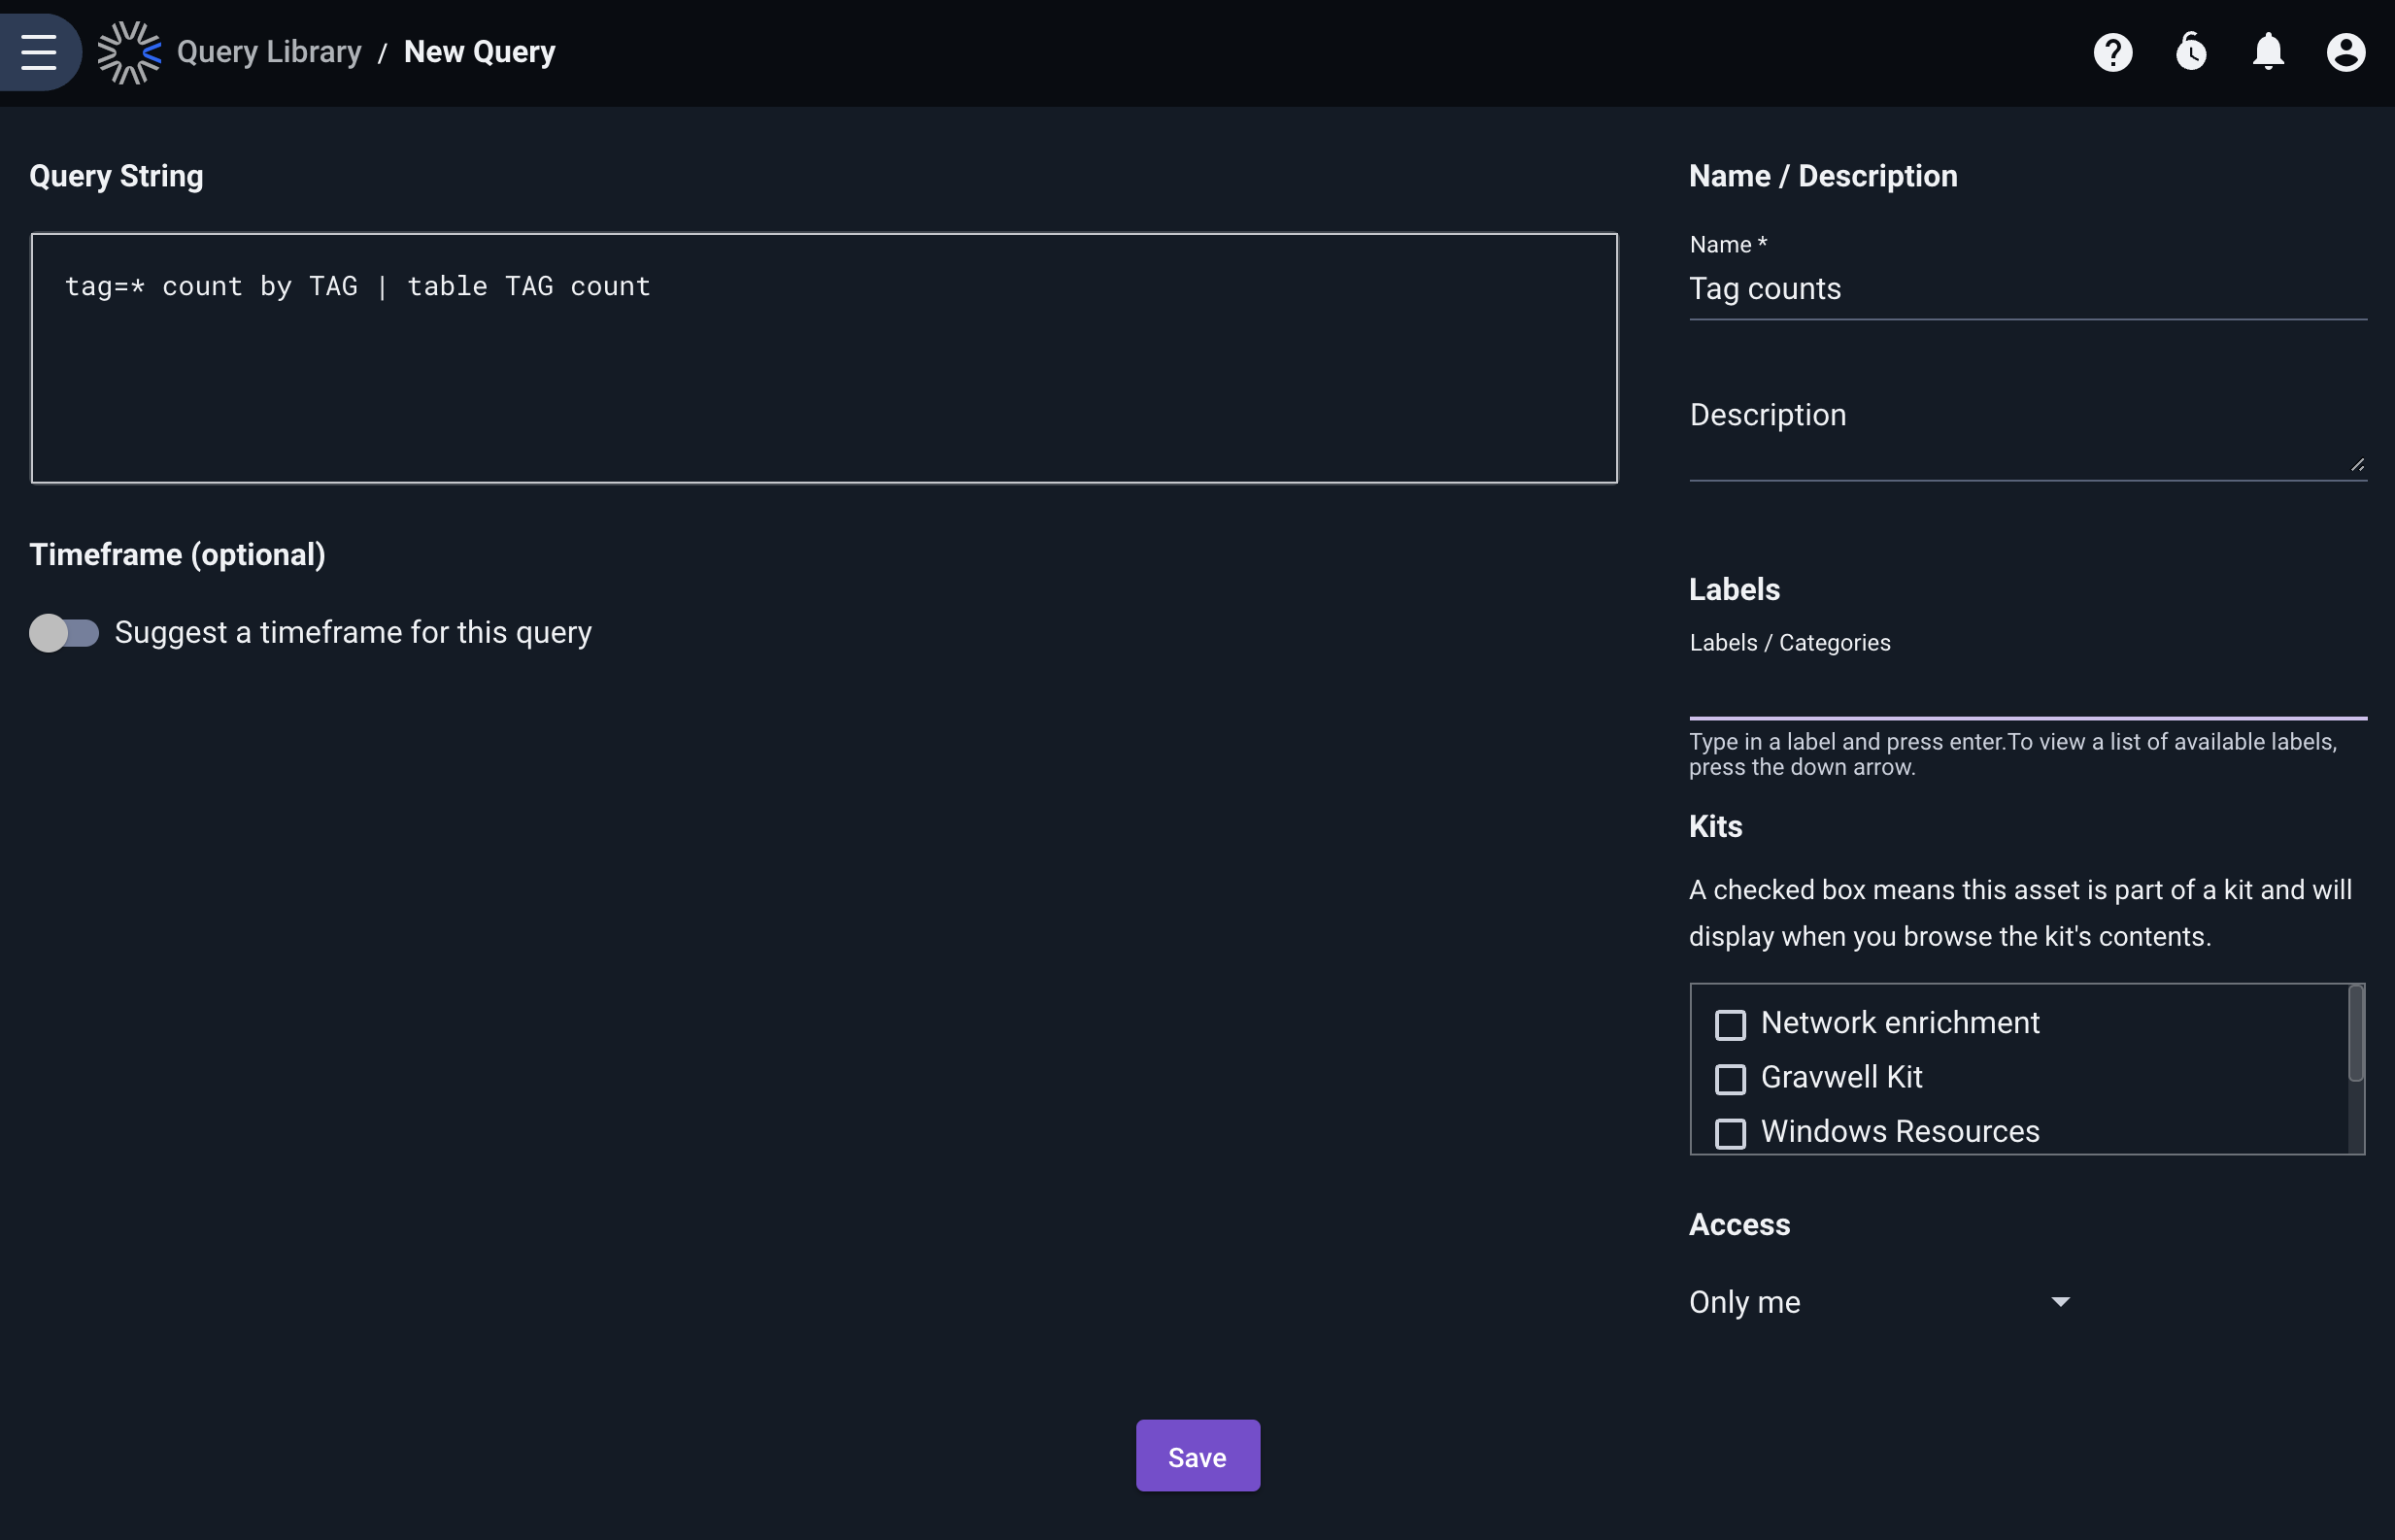 Query Library / New Query
Query String
tag=* count by TAG | table TAG count
Timeframe (optional)
Suggest a timeframe for this query
Name / Description
Name *
Tag counts
Description
Labels
Labels / Categories
Type in a label and press enter.To view a list of available labels,
press the down arrow.
Kits
A checked box means this asset is part of a kit and will
display when you browse the kit's contents.
Network enrichment
Gravwell Kit
Windows Resources
Access
Only me
Save